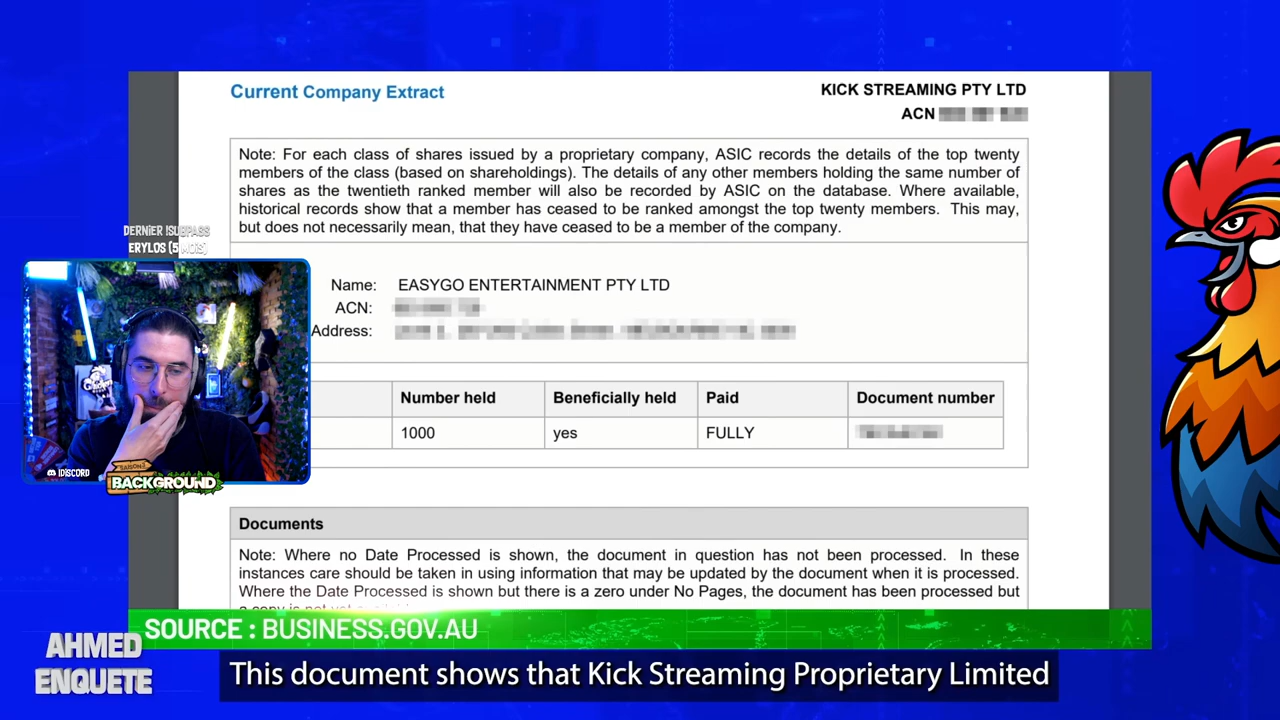 Current Company Extract
KICK STREAMING PTY LTD
ACN
Note: For each class of shares issued by a proprietary company, ASIC records the details of the top twenty
members of the class (based on shareholdings). The details of any other members holding the same number of
shares as the twentieth ranked member will also be recorded by ASIC on the database. Where available,
historical records show that a member has ceased to be ranked amongst the top twenty members. This may,
but does not necessarily mean, that they have ceased to be a member of the company.
DERNIER !SUBPASS
ERYLOS (5 MOIS)
Name: EASYGO ENTERTAINMENT PTY LTD
ACN:
Address:
Number held Beneficially held Paid Document number
1000 yes FULLY
!DISCORD
SAISON 2
BACKGROUND
Documents
Note: Where no Date Processed is shown, the document in question has not been processed. In these
instances care should be taken in using information that may be updated by the document when it is processed.
Where the Date Processed is shown but there is a zero under No Pages, the document has been processed but
SOURCE : BUSINESS.GOV.AU
AHMED
ENQUETE
This document shows that Kick Streaming Proprietary Limited